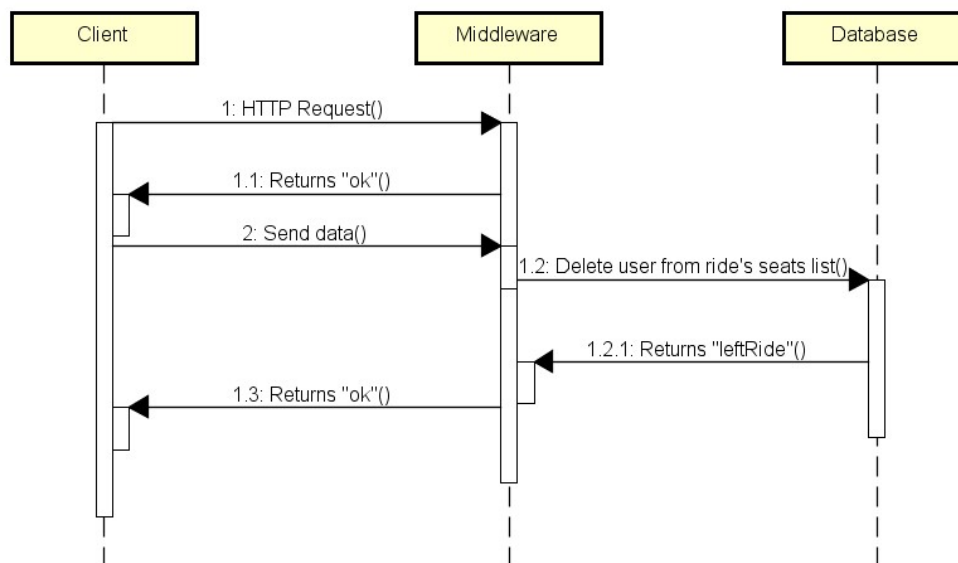 Client
Middleware
Database
1: HTTP Request()
1.1: Returns "ok"()
2: Send data()
1.2: Delete user from ride's seats list()
1.2.1: Returns "leftRide"()
1.3: Returns "ok"()